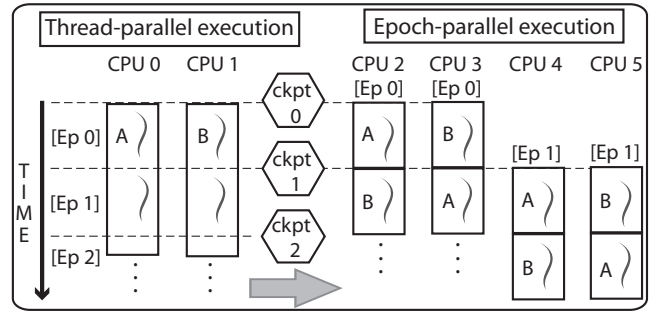 Thread-parallel execution
Epoch-parallel execution
CPU 0 CPU 1 CPU 2 CPU 3 CPU 4 CPU 5
[Ep 0] [Ep 0]
ckpt
0
[Ep 0] A B A B
[Ep 1] [Ep 1]
ckpt
1
TIME
[Ep 1] B A A B
ckpt
2
[Ep 2] B A